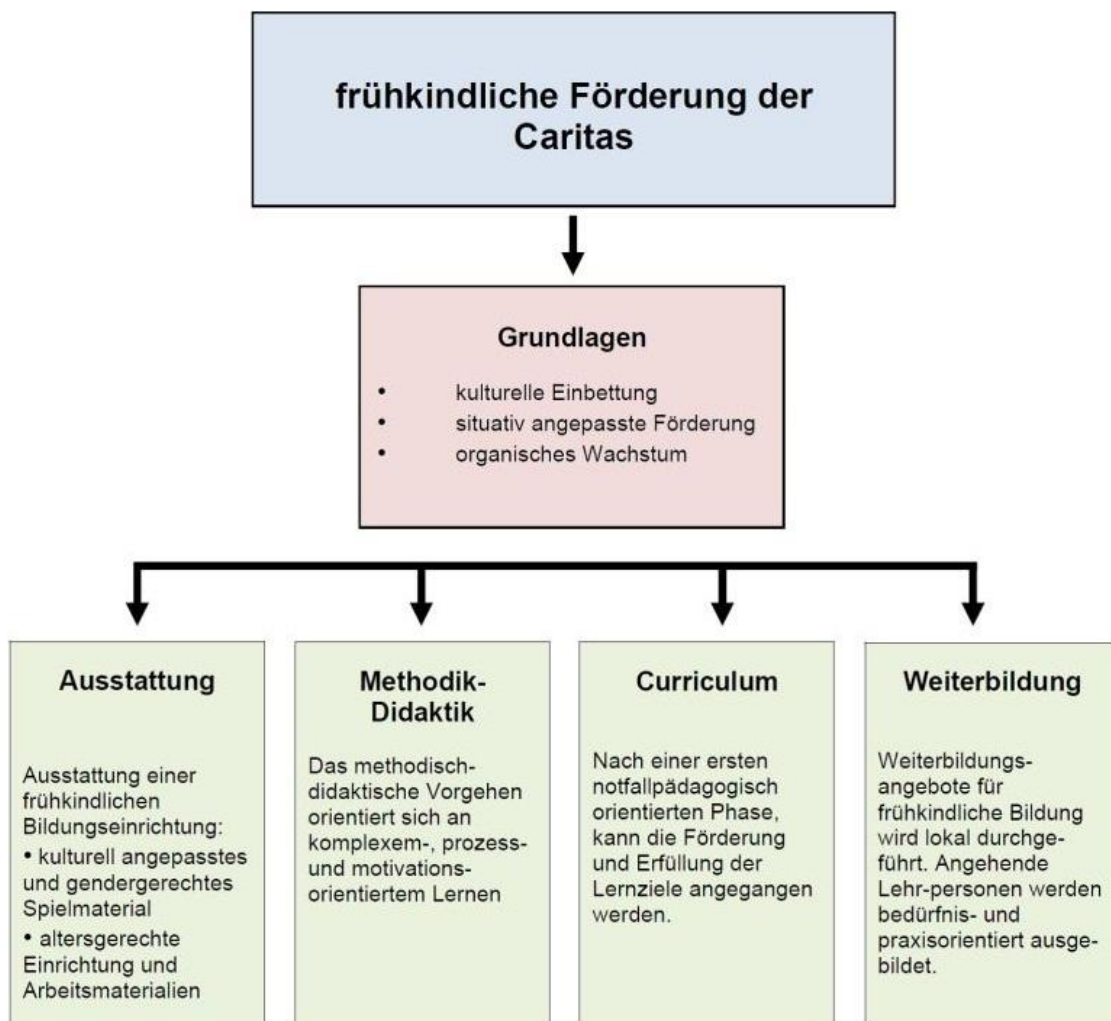 frühkindliche Förderung der
Caritas
Grundlagen
• kulturelle Einbettung
• situativ angepasste Förderung
• organisches Wachstum
Ausstattung
Ausstattung einer
frühkindlichen
Bildungseinrichtung:
• kulturell angepasstes
und gendergerechtes
Spielmaterial
• altersgerechte
Einrichtung und
Arbeitsmaterialien
Methodik-
Didaktik
Das methodisch-
didaktische Vorgehen
orientiert sich an
komplexem-, prozess-
und motivations-
orientiertem Lernen
Curriculum
Nach einer ersten
notfallpädagogisch
orientierten Phase,
kann die Förderung
und Erfüllung der
Lernziele angegangen
werden.
Weiterbildung
Weiterbildungs-
angebote für
frühkindliche Bildung
wird lokal durchge-
führt. Angehende
Lehr-personen werden
bedürfnis- und
praxisorientiert ausge-
bildet.